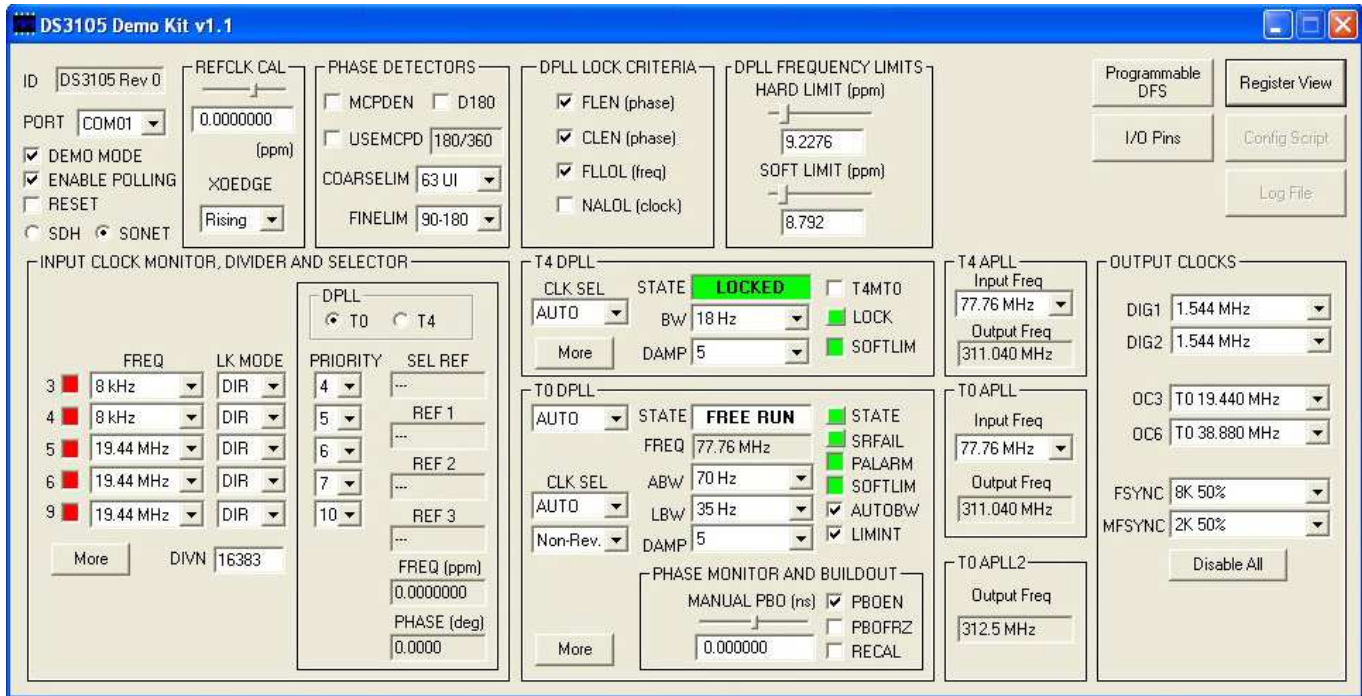 DS3105 Demo Kit v1.1
ID DS3105 Rev 0
PORT COM01
DEMO MODE
ENABLE POLLING
RESET
SDH SONET
REFCLK CAL
0.0000000
(ppm)
XOEDGE
Rising
PHASE DETECTORS
MCPDEN D180
USEMCPD 180/360
COARSELIM 63 UI
FINELIM 90-180
DPLL LOCK CRITERIA
FLEN (phase)
CLEN (phase)
FLLOL (freq)
NALOL (clock)
DPLL FREQUENCY LIMITS
HARD LIMIT (ppm)
9.2276
SOFT LIMIT (ppm)
8.792
Programmable
DFS
Register View
I/O Pins
Config Script
Log File
INPUT CLOCK MONITOR, DIVIDER AND SELECTOR
DPLL
T0 T4
FREQ LK MODE PRIORITY SEL REF
3 8 kHz DIR 4 ---
4 8 kHz DIR 5 REF 1
---
5 19.44 MHz DIR 6 REF 2
6 19.44 MHz DIR 7 ---
9 19.44 MHz DIR 10 REF 3
---
More DIVN 16383
FREQ (ppm)
0.0000000
PHASE (deg)
0.0000
T4 DPLL
CLK SEL STATE LOCKED T4MT0
AUTO BW 18 Hz LOCK
More DAMP 5 SOFTLIM
T0 DPLL
AUTO STATE FREE RUN STATE
FREQ 77.76 MHz SRFAIL
PALARM
CLK SEL ABW 70 Hz SOFTLIM
AUTO LBW 35 Hz AUTOBW
Non-Rev. DAMP 5 LIMINT
PHASE MONITOR AND BUILDOUT
MANUAL PBO (ns) PBOEN
PBOFRZ
More 0.000000 RECAL
T4 APLL
Input Freq
77.76 MHz
Output Freq
311.040 MHz
T0 APLL
Input Freq
77.76 MHz
Output Freq
311.040 MHz
T0 APLL2
Output Freq
312.5 MHz
OUTPUT CLOCKS
DIG1 1.544 MHz
DIG2 1.544 MHz
OC3 T0 19.440 MHz
OC6 T0 38.880 MHz
FSYNC 8K 50%
MFSYNC 2K 50%
Disable All